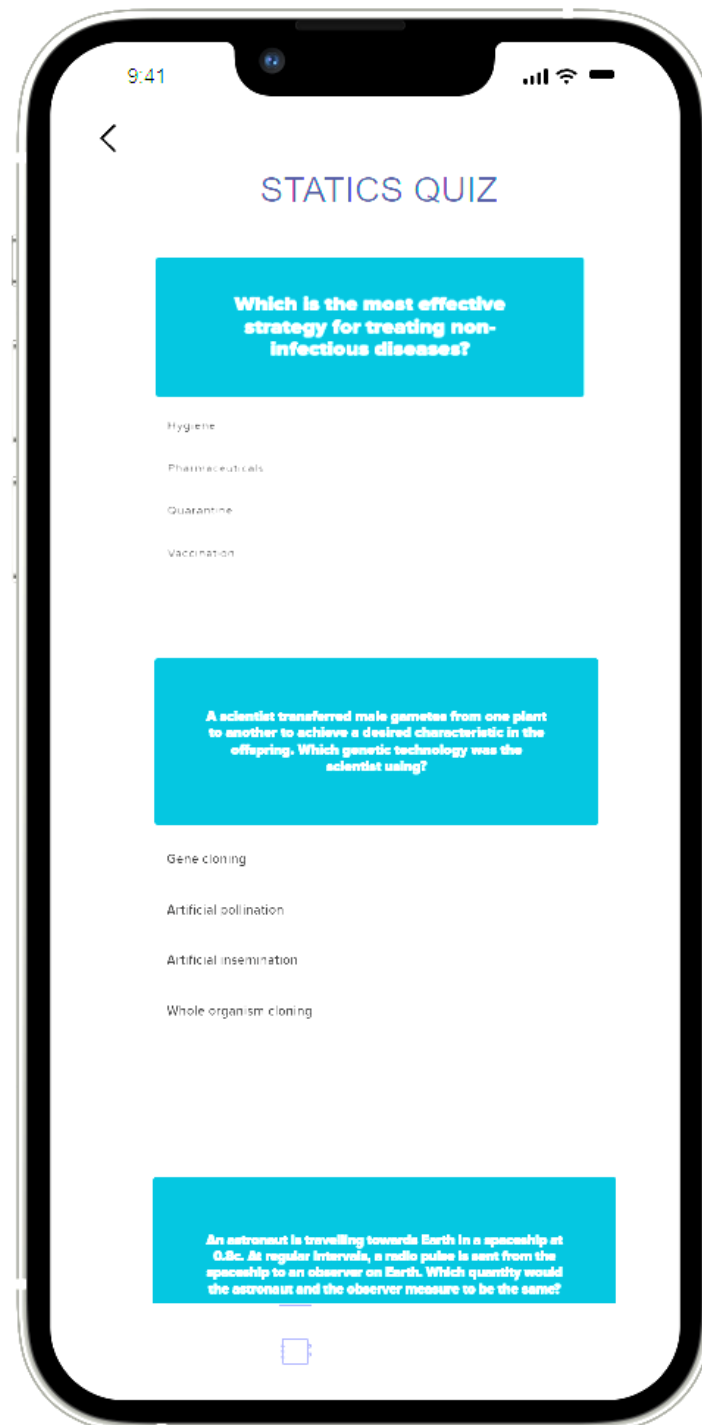 9:41
STATICS QUIZ
Which is the most effective
strategy for treating non-
infectious diseases?
Hygiene
Pharmaceuticals
Quarantine
Vaccination
A scientist transferred male gametes from one plant
to another to achieve a desired characteristic in the
offspring. Which genetic technology was the
scientist using?
Gene cloning
Artificial pollination
Artificial insemination
Whole organism cloning
An astronaut is travelling towards Earth in a spaceship at
0.8c. At regular intervals, a radio pulse is sent from the
spaceship to an observer on Earth. Which quantity would
the astronaut and the observer measure to be the same?